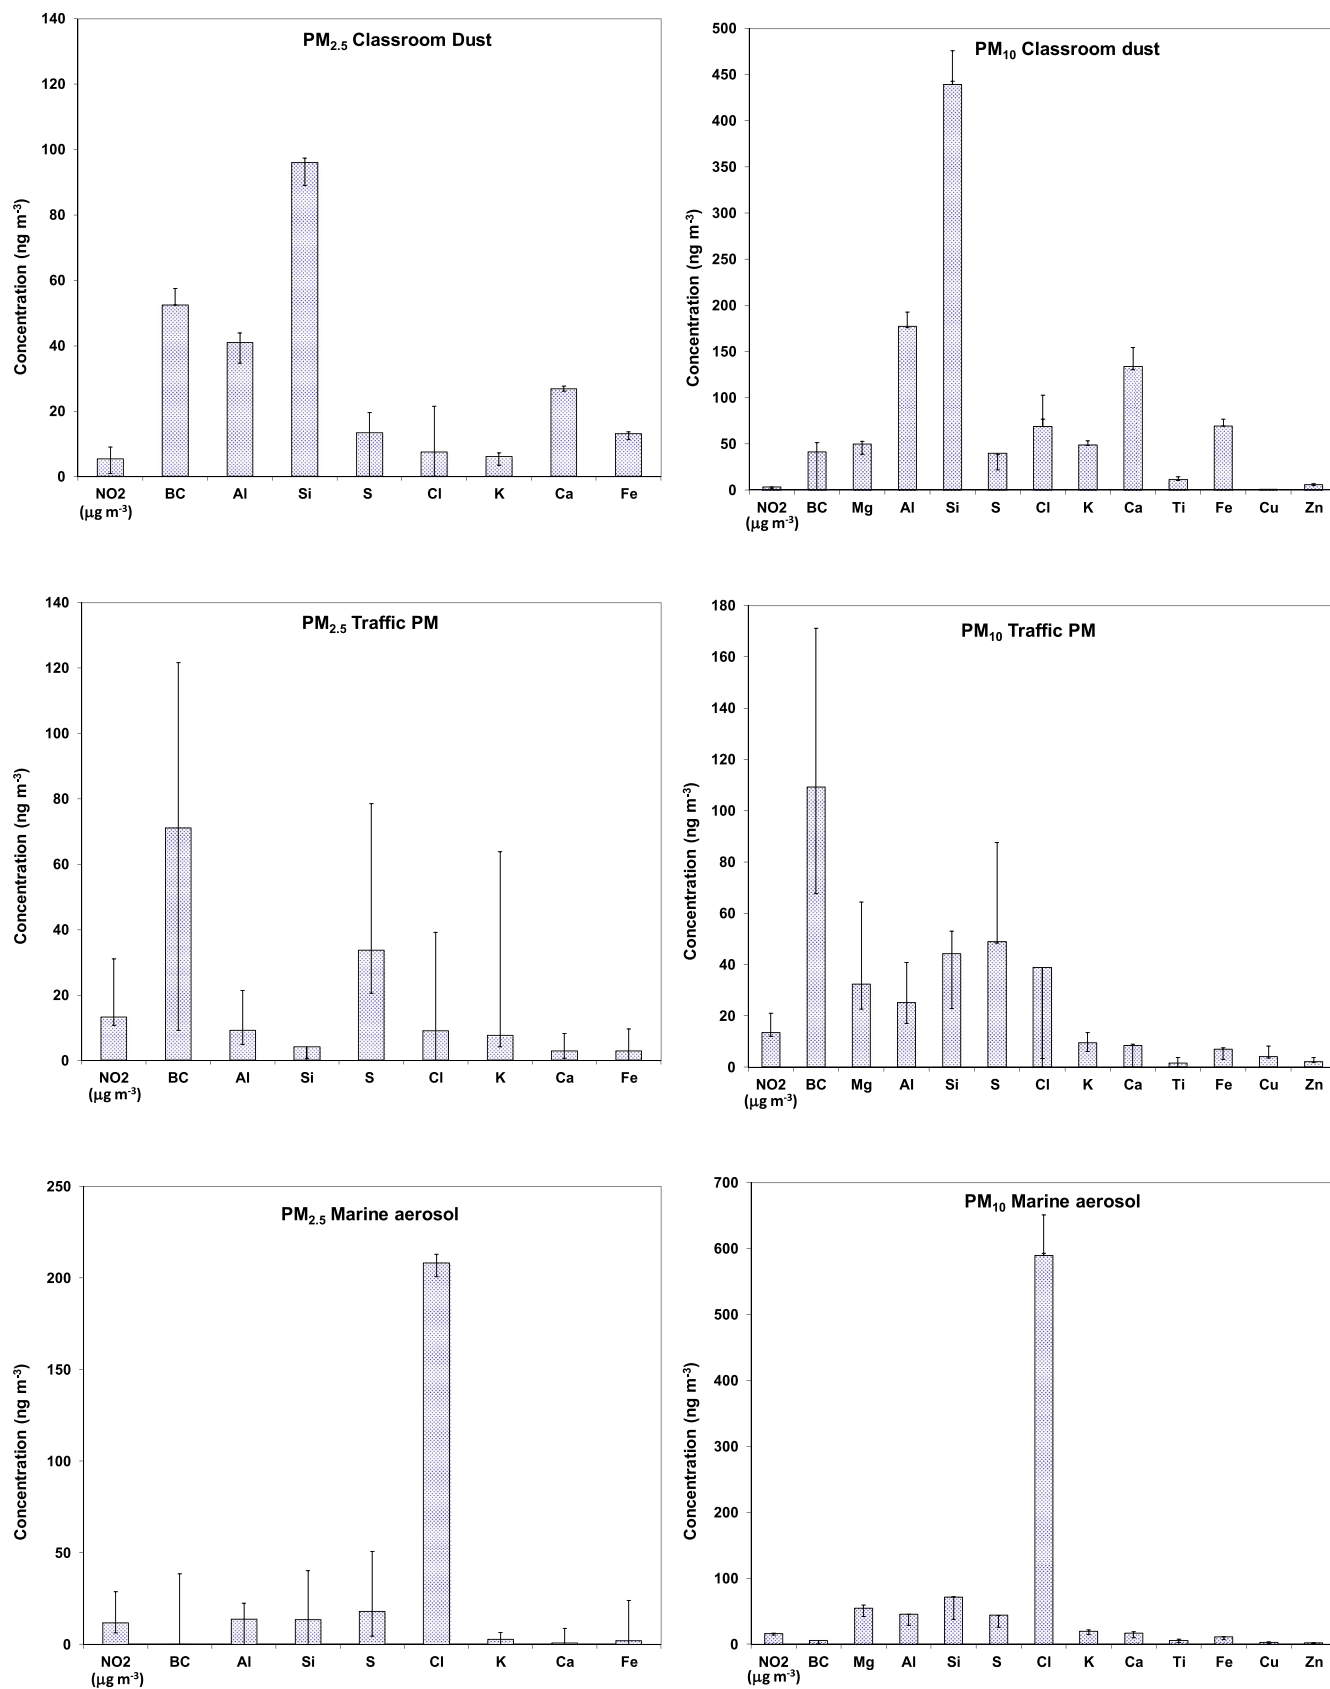 PM2.5 Classroom Dust
Concentration (ng m-3)
140
120
100
80
60
40
20
0
NO2 BC Al Si S Cl K Ca Fe
(µg m-3)
PM10 Classroom dust
Concentration (ng m-3)
500
450
400
350
300
250
200
150
100
50
0
NO2 BC Mg Al Si S Cl K Ca Ti Fe Cu Zn
(µg m-3)
PM2.5 Traffic PM
Concentration (ng m-3)
140
120
100
80
60
40
20
0
NO2 BC Al Si S Cl K Ca Fe
(µg m-3)
PM10 Traffic PM
Concentration (ng m-3)
180
160
140
120
100
80
60
40
20
0
NO2 BC Mg Al Si S Cl K Ca Ti Fe Cu Zn
(µg m-3)
PM2.5 Marine aerosol
Concentration (ng m-3)
250
200
150
100
50
0
NO2 BC Al Si S Cl K Ca Fe
(µg m-3)
PM10 Marine aerosol
Concentration (ng m-3)
700
600
500
400
300
200
100
0
NO2 BC Mg Al Si S Cl K Ca Ti Fe Cu Zn
(µg m-3)